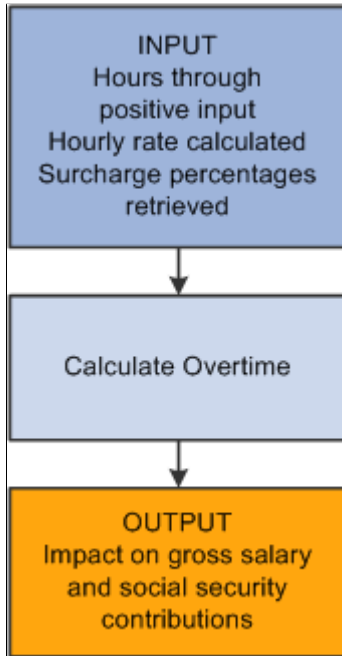 INPUT
Hours through
positive input
Hourly rate calculated
Surcharge percentages
retrieved
Calculate Overtime
OUTPUT
Impact on gross salary
and social security
contributions